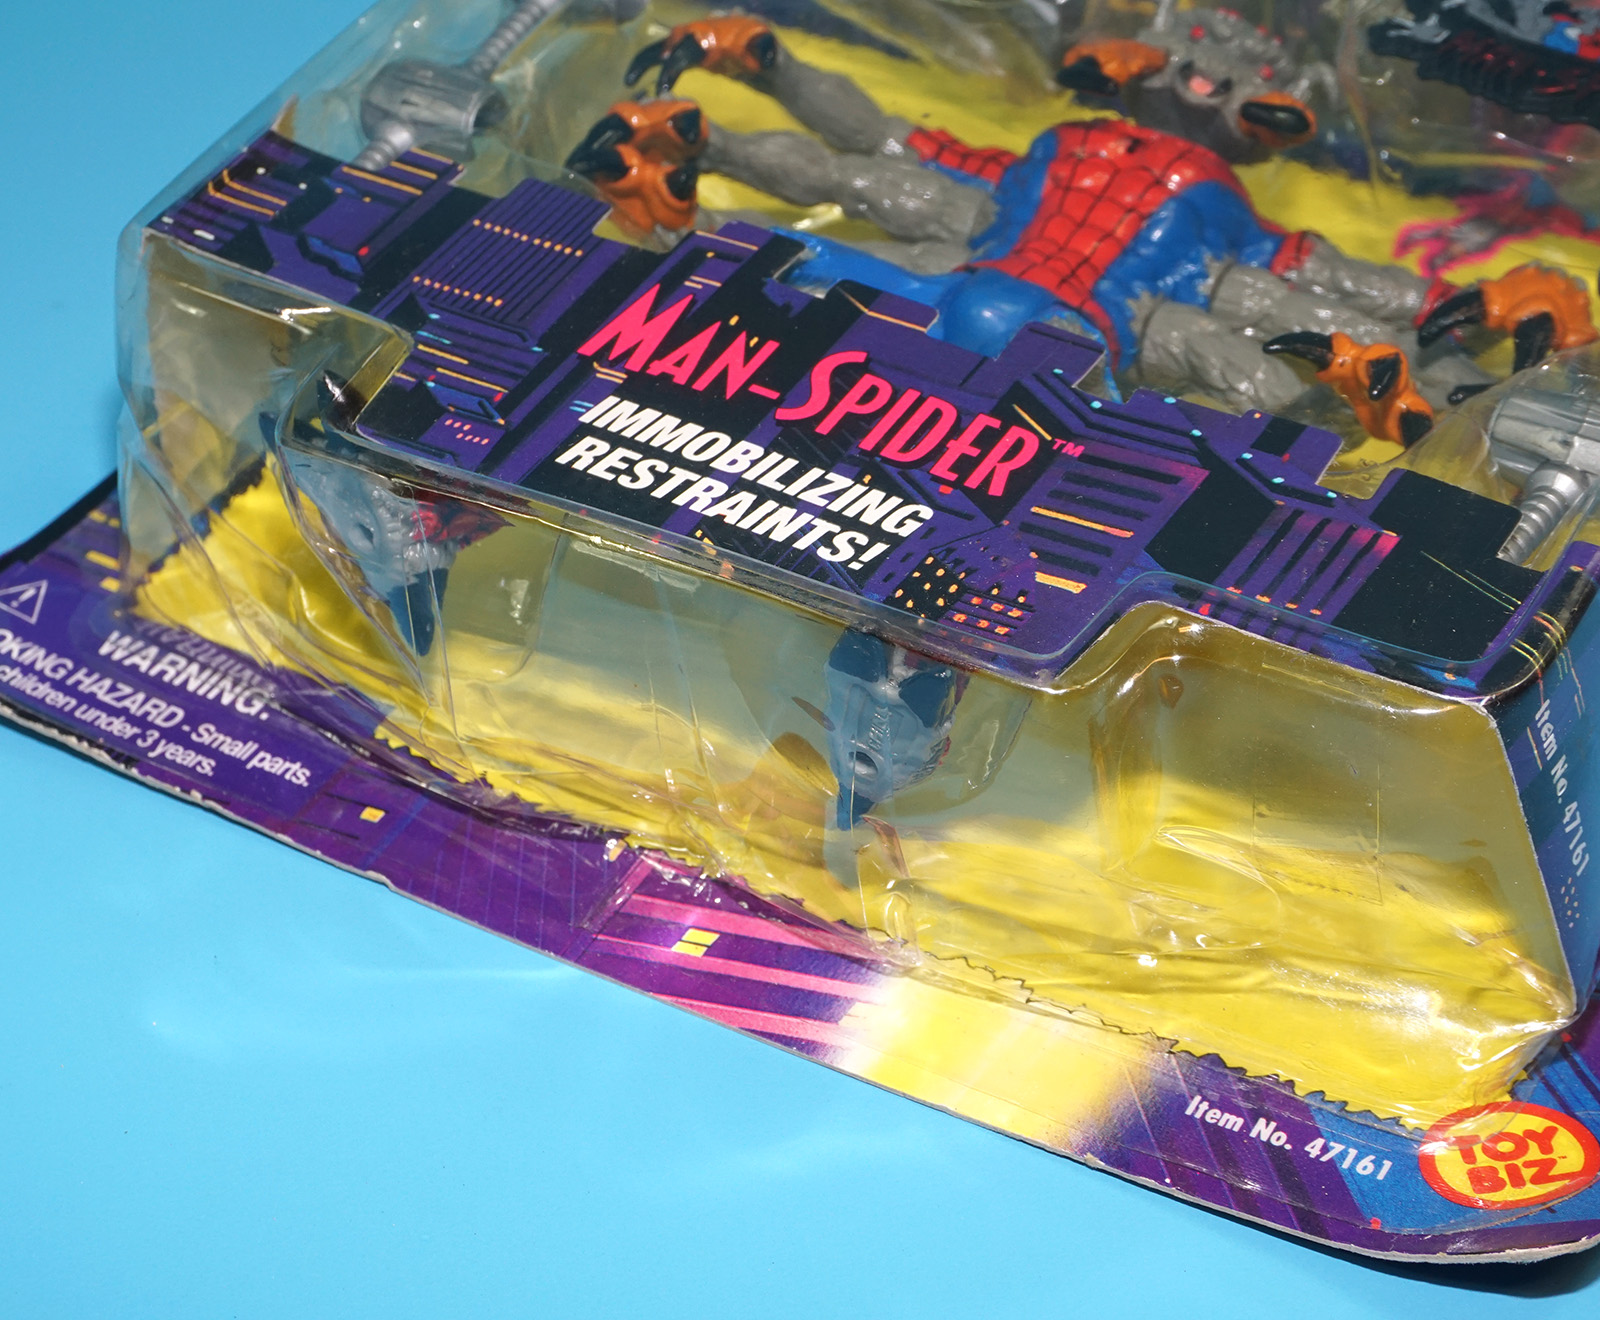 MAN-SPIDER™
IMMOBILIZING
RESTRAINTS!
WARNING:
OKING HAZARD - Small parts.
children under 3 years.
Item No. 47161
Item No. 47161
TOY
BIZ